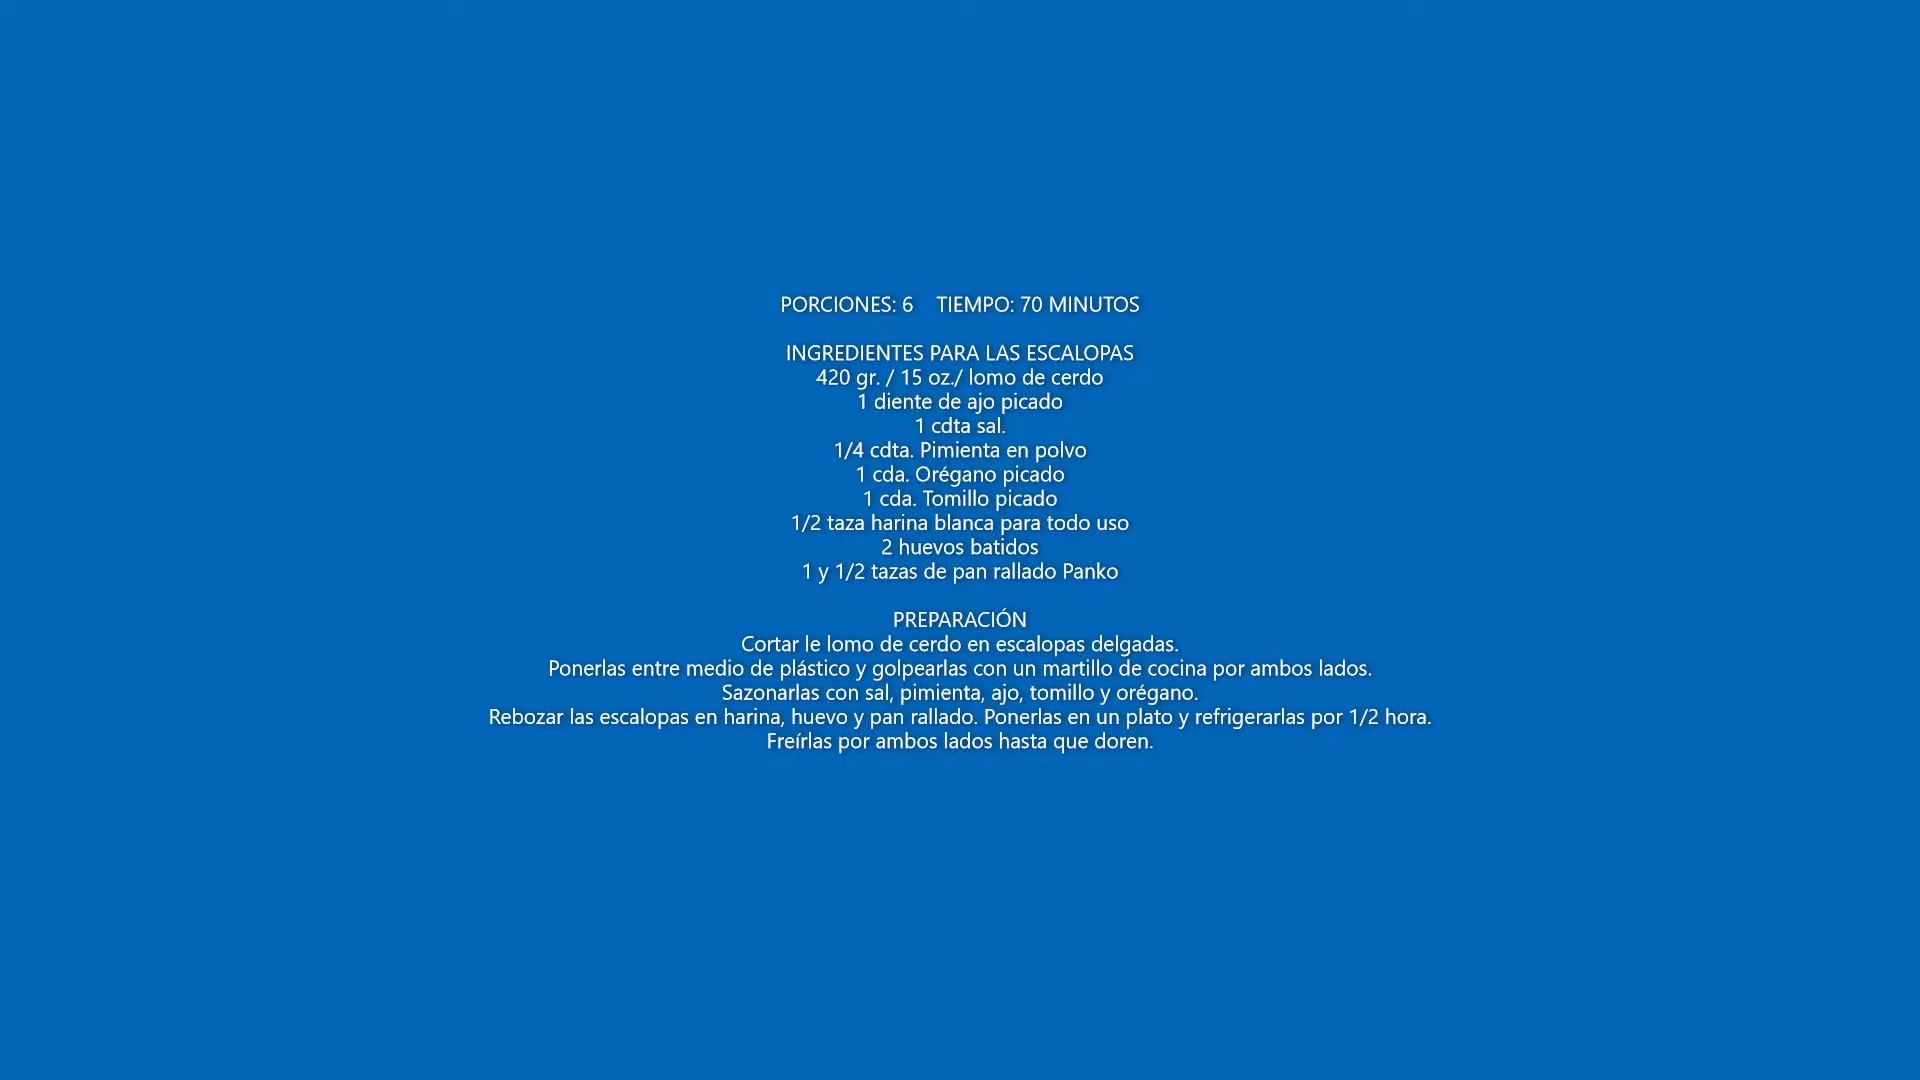 PORCIONES: 6    TIEMPO: 70 MINUTOS
INGREDIENTES PARA LAS ESCALOPAS
420 gr. / 15 oz./ lomo de cerdo
1 diente de ajo picado
1 cdta sal.
1/4 cdta. Pimienta en polvo
1 cda. Orégano picado
1 cda. Tomillo picado
1/2 taza harina blanca para todo uso
2 huevos batidos
1 y 1/2 tazas de pan rallado Panko
PREPARACIÓN
Cortar le lomo de cerdo en escalopas delgadas.
Ponerlas entre medio de plástico y golpearlas con un martillo de cocina por ambos lados.
Sazonarlas con sal, pimienta, ajo, tomillo y orégano.
Rebozar las escalopas en harina, huevo y pan rallado. Ponerlas en un plato y refrigerarlas por 1/2 hora.
Freírlas por ambos lados hasta que doren.